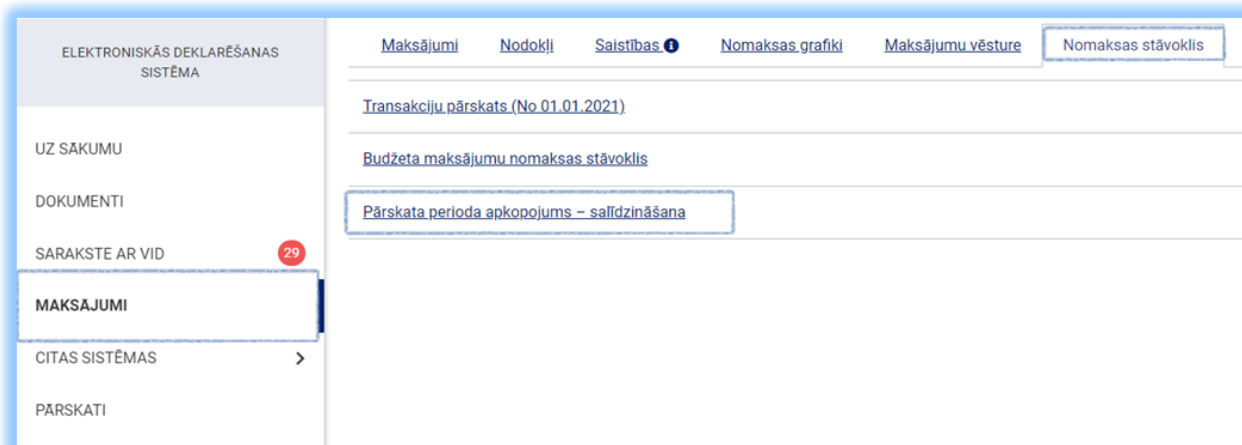 ELEKTRONISKĀS DEKLARĒŠANAS
SISTĒMA
UZ SĀKUMU
DOKUMENTI
SARAKSTE AR VID 29
MAKSĀJUMI
CITAS SISTĒMAS
PĀRSKATI
Maksājumi Nodokļi Saistības Nomaksas grafiki Maksājumu vēsture Nomaksas stāvoklis
Transakciju pārskats (No 01.01.2021)
Budžeta maksājumu nomaksas stāvoklis
Pārskata perioda apkopojums – salīdzināšana